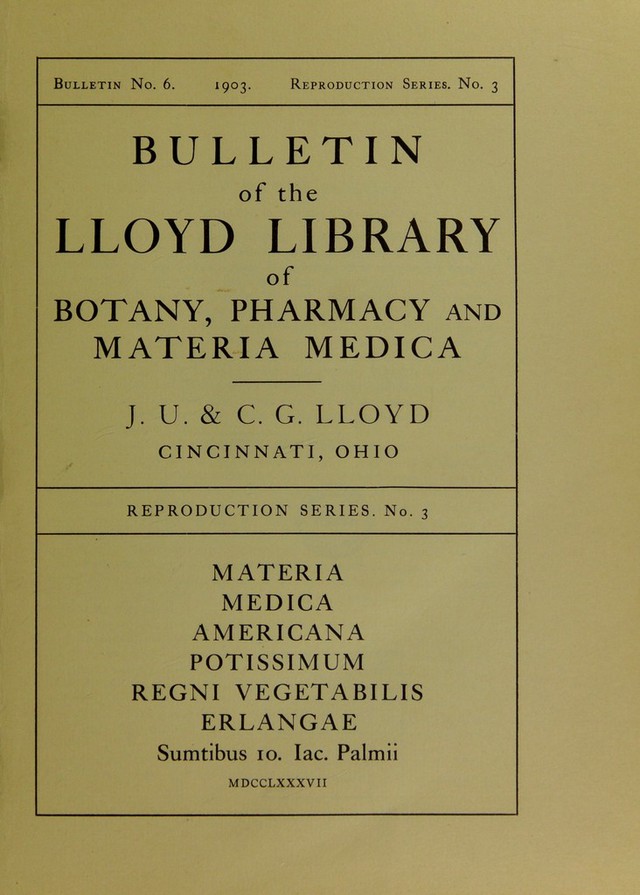 Bulletin No. 6. 1903. Reproduction Series. No. 3
BULLETIN
of the
LLOYD LIBRARY
of
BOTANY, PHARMACY AND
MATERIA MEDICA
J. U. & C. G. LLOYD
CINCINNATI, OHIO
REPRODUCTION SERIES. No. 3
MATERIA
MEDICA
AMERICANA
POTISSIMUM
REGNI VEGETABILIS
ERLANGAE
Sumtibus 10. Iac. Palmii
MDCCLXXXVII